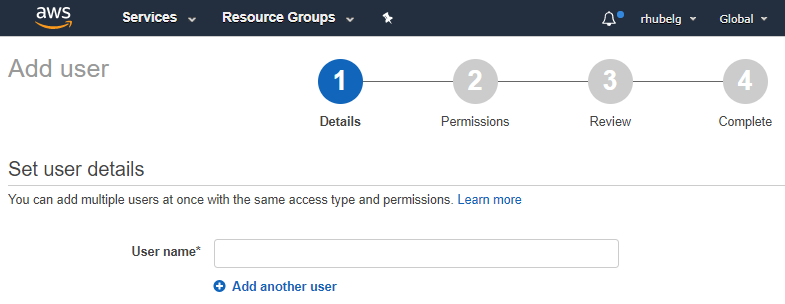 aws Services Resource Groups rhubelg Global
Add user
1 2 3 4
Details Permissions Review Complete
Set user details
You can add multiple users at once with the same access type and permissions. Learn more
User name*
Add another user